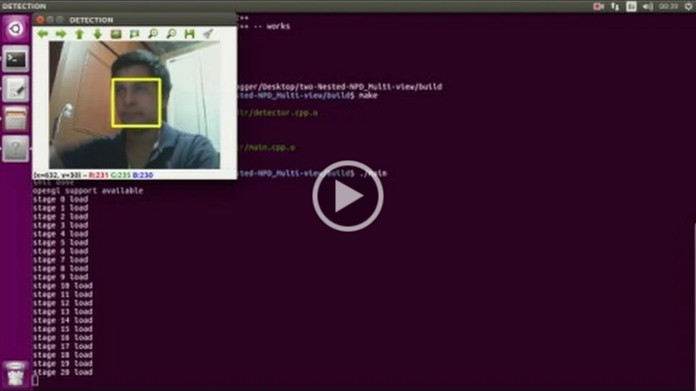 DETECTION
00:39
DETECTION
c++
c++ -- works
ogger/Desktop/two-Nested-NPD_Multi-view/build
sted-NPD_Multi-view/build$ make
dir/detector.cpp.o
dir/main.cpp.o
sted-NPD_Multi-view/build$ ./main
(x=632, y=30) ~ R:231 G:235 B:230
opengl support available
stage 0 load
stage 1 load
stage 2 load
stage 3 load
stage 4 load
stage 5 load
stage 6 load
stage 7 load
stage 8 load
stage 9 load
stage 10 load
stage 11 load
stage 12 load
stage 13 load
stage 14 load
stage 15 load
stage 16 load
stage 17 load
stage 18 load
stage 19 load
stage 20 load